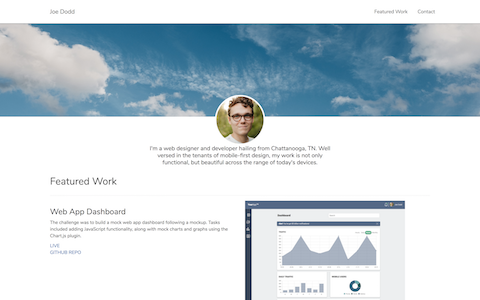 Joe Dodd
Featured Work
Contact
I'm a web designer and developer hailing from Chattanooga, TN. Well
versed in the tenants of mobile-first design, my work is not only
functional, but beautiful across the range of today's devices.
Featured Work
Web App Dashboard
The challenge was to build a mock web app dashboard following a mockup. Tasks
included adding JavaScript functionality, along with mock charts and graphs using the
Chart.js plugin.
LIVE
GITHUB REPO
Dashboard